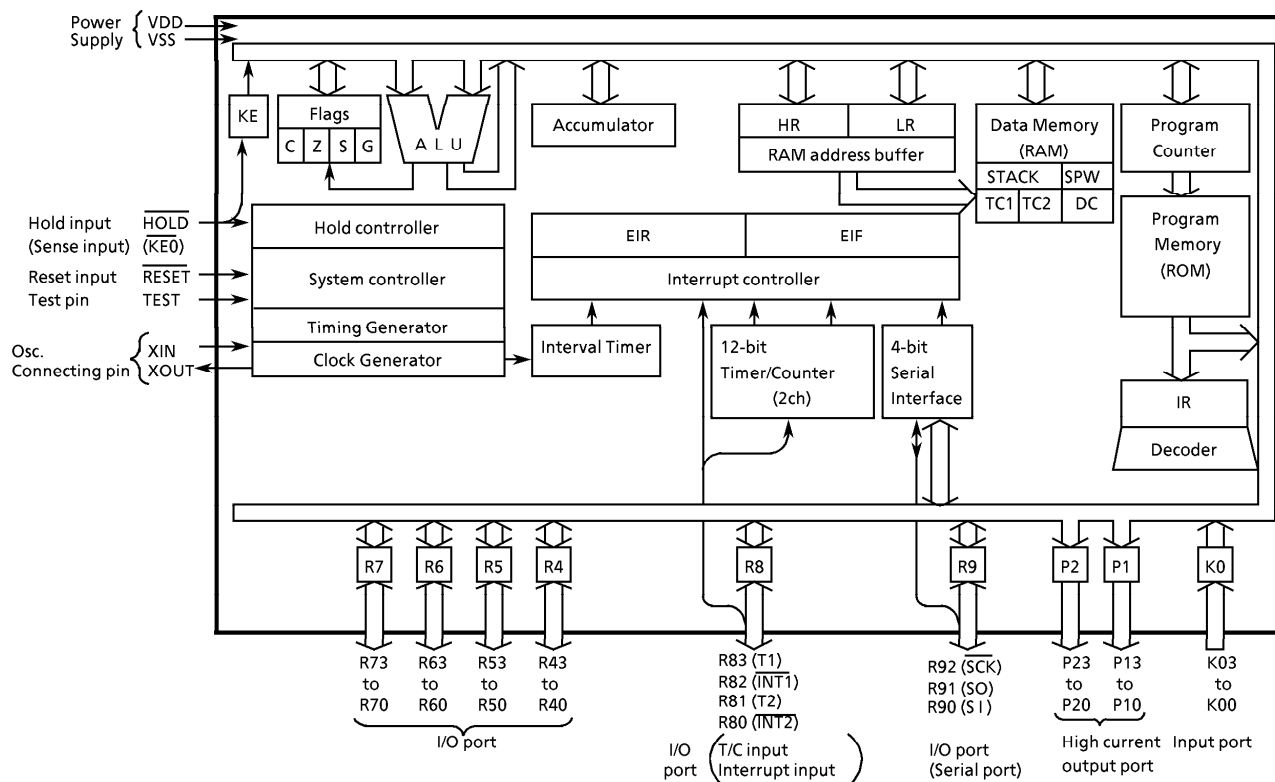 Power
Supply
VDD
VSS
KE
Flags
C Z S G
ALU
Accumulator
HR LR
RAM address buffer
Data Memory
(RAM)
STACK SPW
TC1 TC2 DC
Program
Counter
Hold input HOLD
(Sense input) (KE0)
Reset input RESET
Test pin TEST
Osc.
Connecting pin
XIN
XOUT
Hold contrroller
System controller
Timing Generator
Clock Generator
EIR EIF
Interrupt controller
Interval Timer
12-bit
Timer/Counter
(2ch)
4-bit
Serial
Interface
Program
Memory
(ROM)
IR
Decoder
R7 R6 R5 R4 R8 R9 P2 P1 K0
R73
to
R70
R63
to
R60
R53
to
R50
R43
to
R40
I/O port
R83 (T1)
R82 (INT1)
R81 (T2)
R80 (INT2)
I/O
port
T/C input
Interrupt input
R92 (SCK)
R91 (SO)
R90 (SI)
I/O port
(Serial port)
P23
to
P20
P13
to
P10
High current
output port
K03
to
K00
Input port